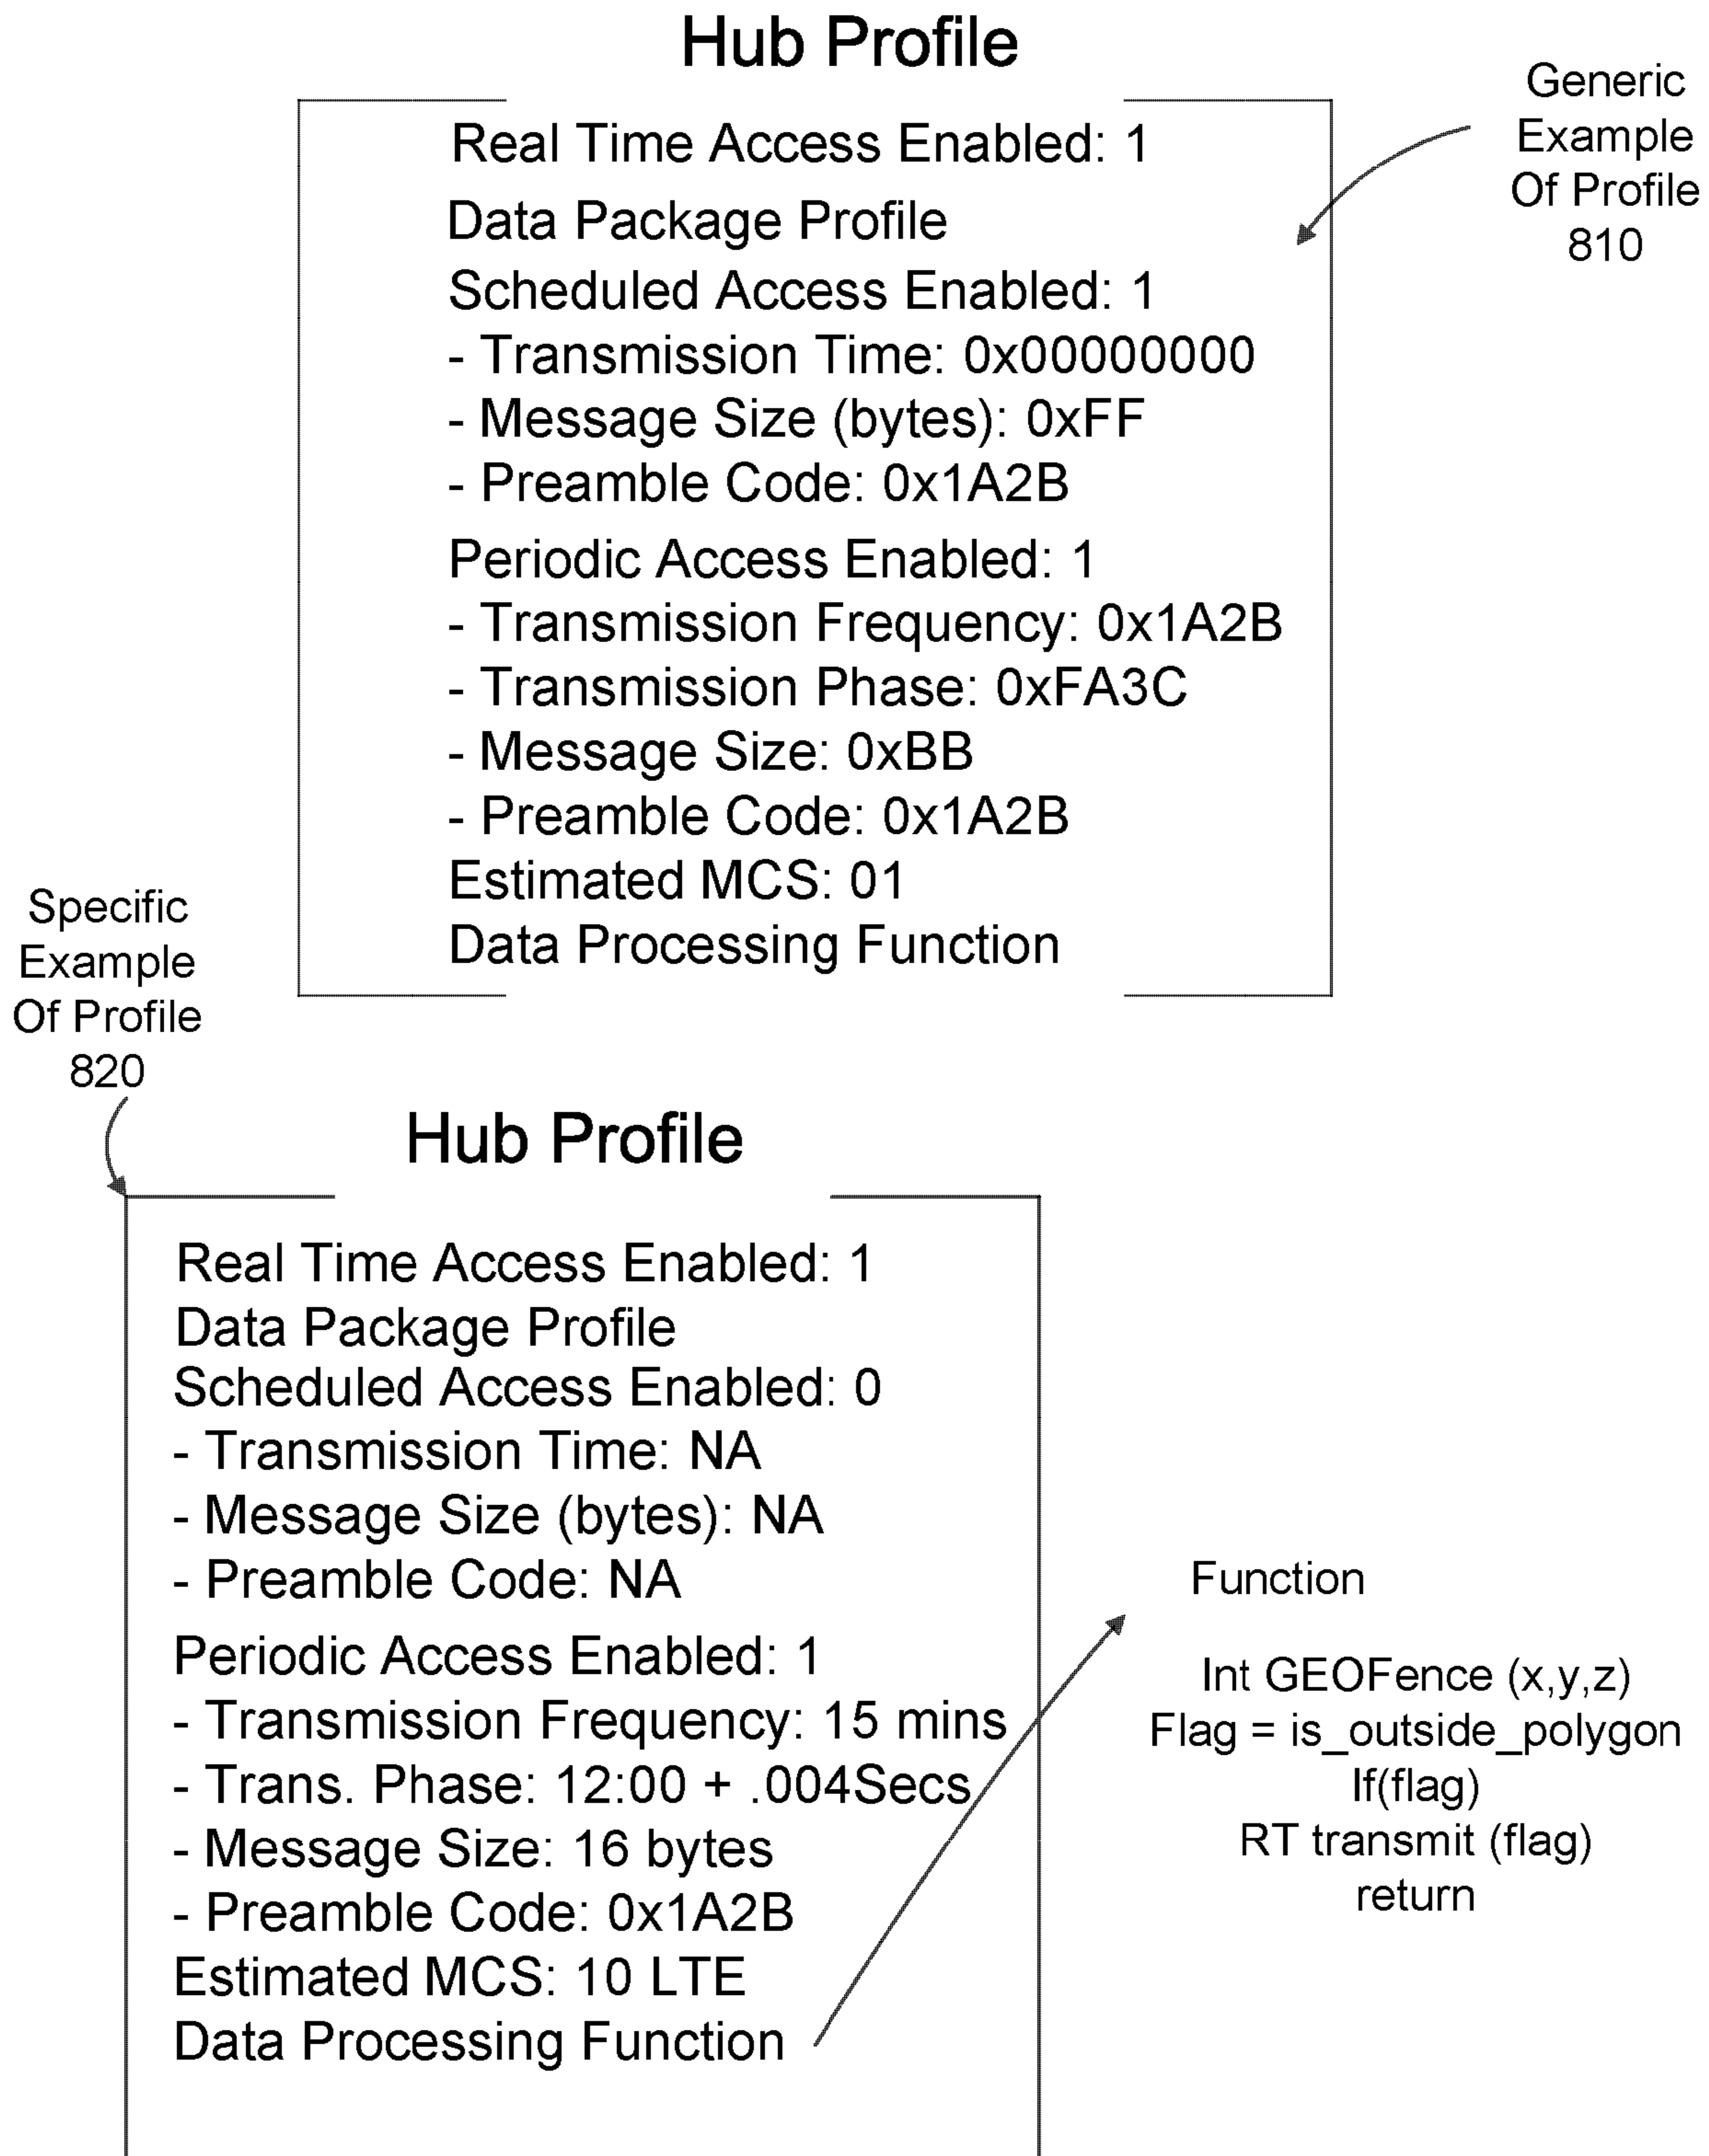 Hub Profile
Generic
Example
Of Profile
810
Real Time Access Enabled: 1
Data Package Profile
Scheduled Access Enabled: 1
- Transmission Time: 0x00000000
- Message Size (bytes): 0xFF
- Preamble Code: 0x1A2B
Periodic Access Enabled: 1
- Transmission Frequency: 0x1A2B
- Transmission Phase: 0xFA3C
- Message Size: 0xBB
- Preamble Code: 0x1A2B
Estimated MCS: 01
Data Processing Function
Specific
Example
Of Profile
820
Hub Profile
Real Time Access Enabled: 1
Data Package Profile
Scheduled Access Enabled: 0
- Transmission Time: NA
- Message Size (bytes): NA
- Preamble Code: NA
Periodic Access Enabled: 1
- Transmission Frequency: 15 mins
- Trans. Phase: 12:00 + .004Secs
- Message Size: 16 bytes
- Preamble Code: 0x1A2B
Estimated MCS: 10 LTE
Data Processing Function
Function
Int GEOFence (x,y,z)
Flag = is_outside_polygon
If(flag)
RT transmit (flag)
return